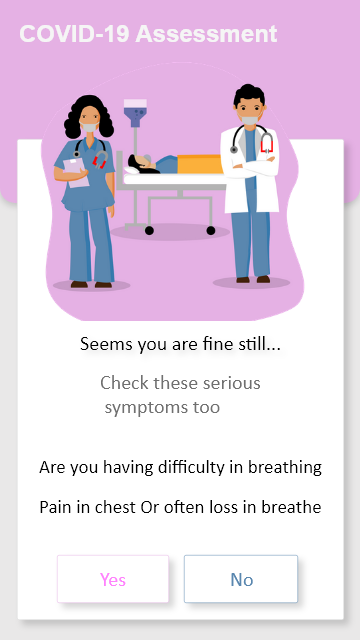 COVID-19 Assessment
Seems you are fine still...
Check these serious
symptoms too
Are you having difficulty in breathing
Pain in chest Or often loss in breathe
Yes
No